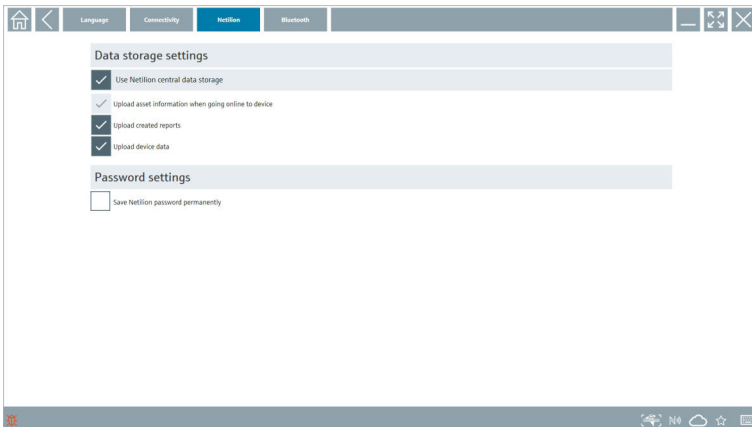 Language
Connectivity
Netilion
Bluetooth
Data storage settings
Use Netilion central data storage
Upload asset information when going online to device
Upload created reports
Upload device data
Password settings
Save Netilion password permanently